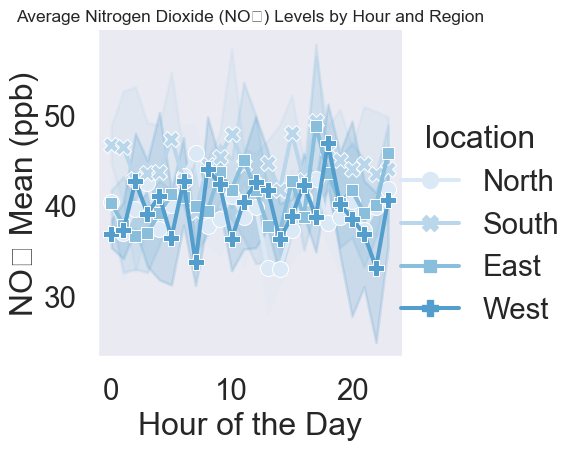 Average Nitrogen Dioxide (NO▯) Levels by Hour and Region
NO▯ Mean (ppb)
50
40
30
0
10
20
Hour of the Day
location
North
South
East
West